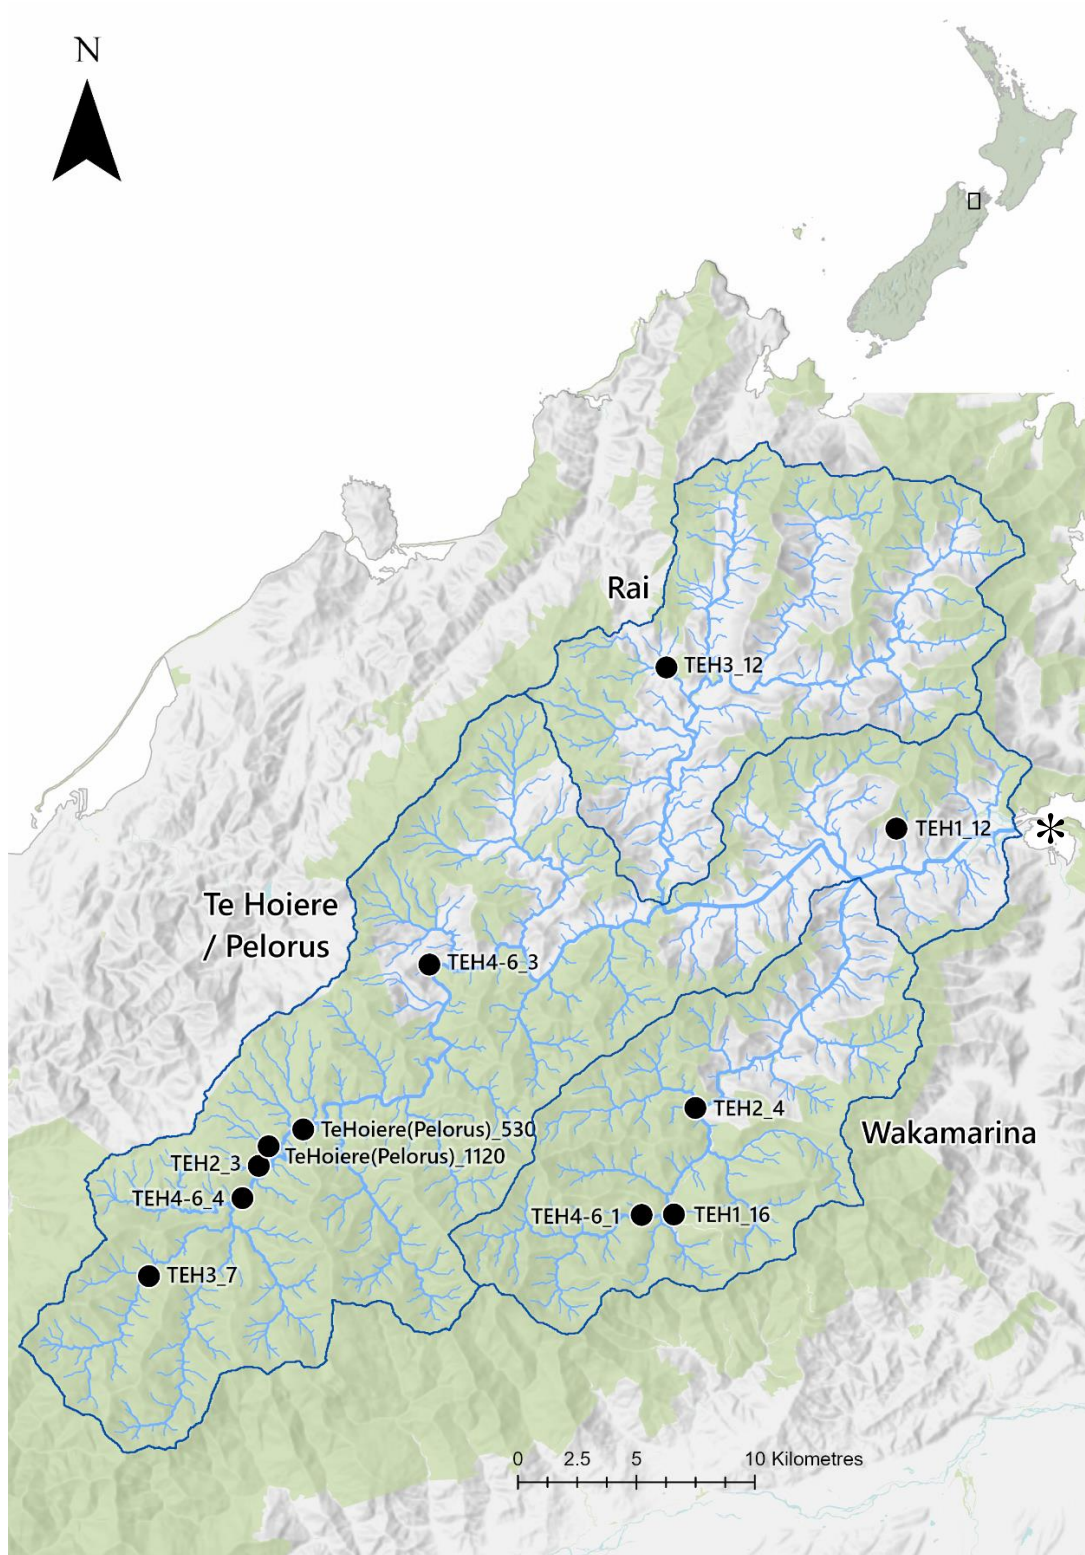 N
Rai
TEH3_12
TEH1_12
*
Te Hoiere
/ Pelorus
TEH4-6_3
TEH2_4
TeHoiere(Pelorus)_530
Wakamarina
TeHoiere(Pelorus)_1120
TEH2_3
TEH4-6_4
TEH4-6_1
TEH1_16
TEH3_7
0 2.5 5 10 Kilometres